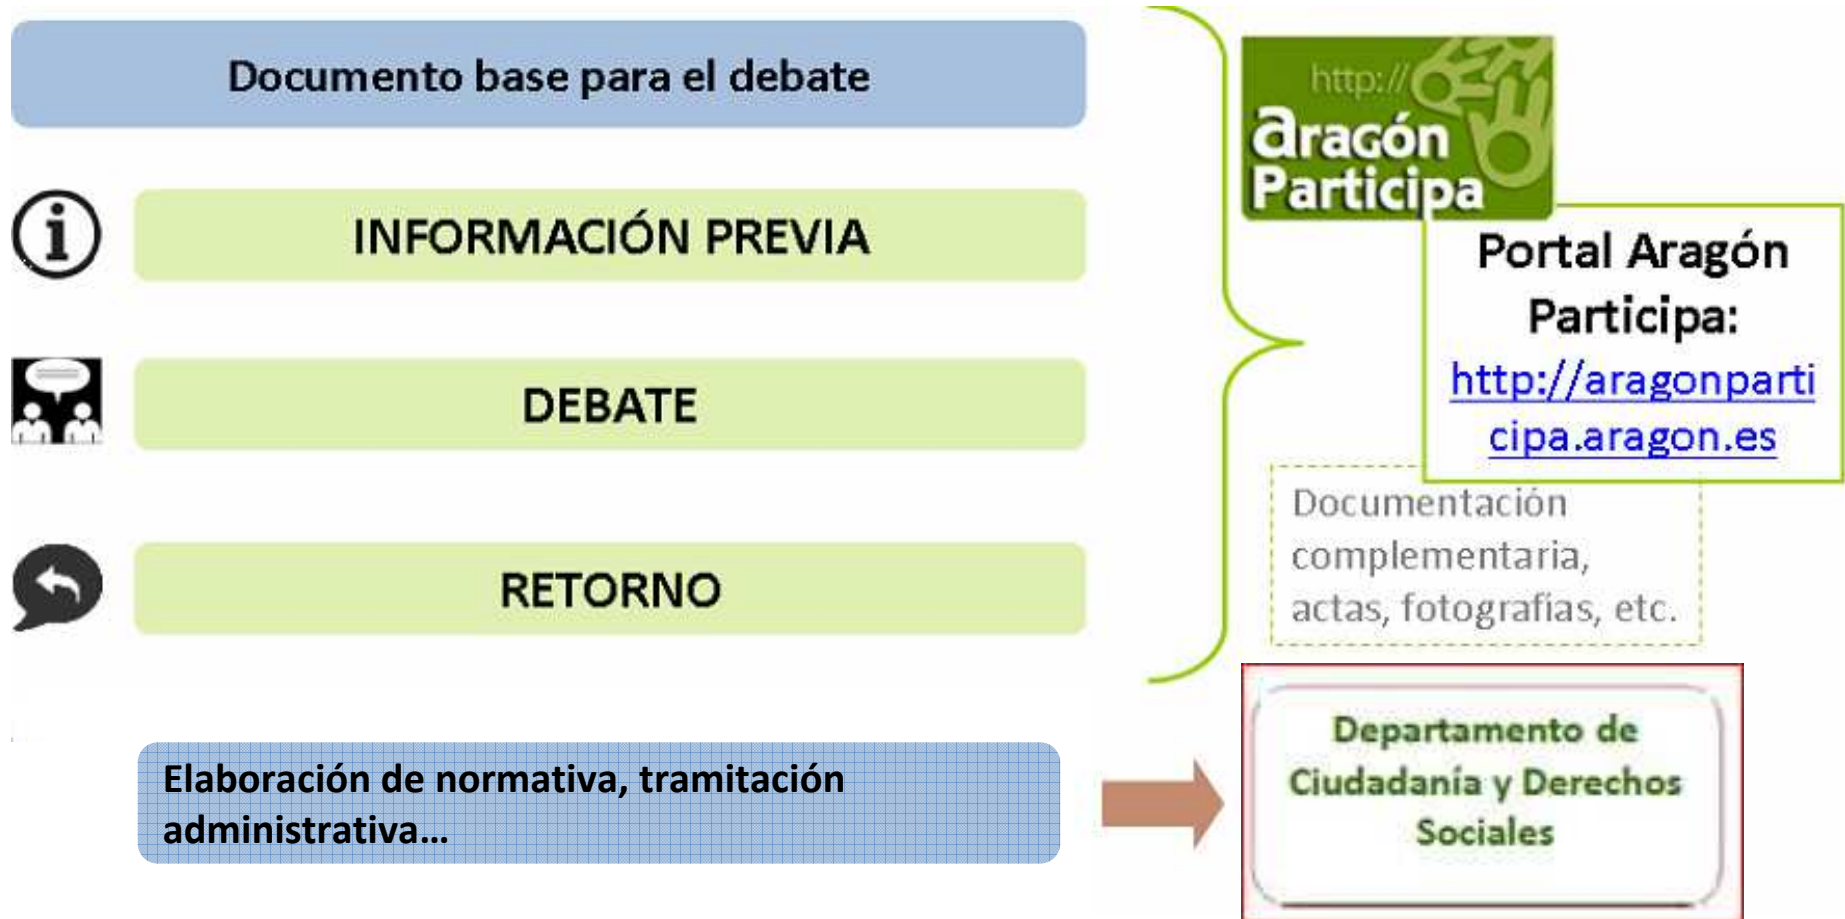 Documento base para el debate
INFORMACIÓN PREVIA
DEBATE
RETORNO
Elaboración de normativa, tramitación
administrativa…
http://
aragón
Participa
Portal Aragón
Participa:
http://aragonparti
cipa.aragon.es
Documentación
complementaria,
actas, fotografias, etc.
Departamento de
Ciudadanía y Derechos
Sociales